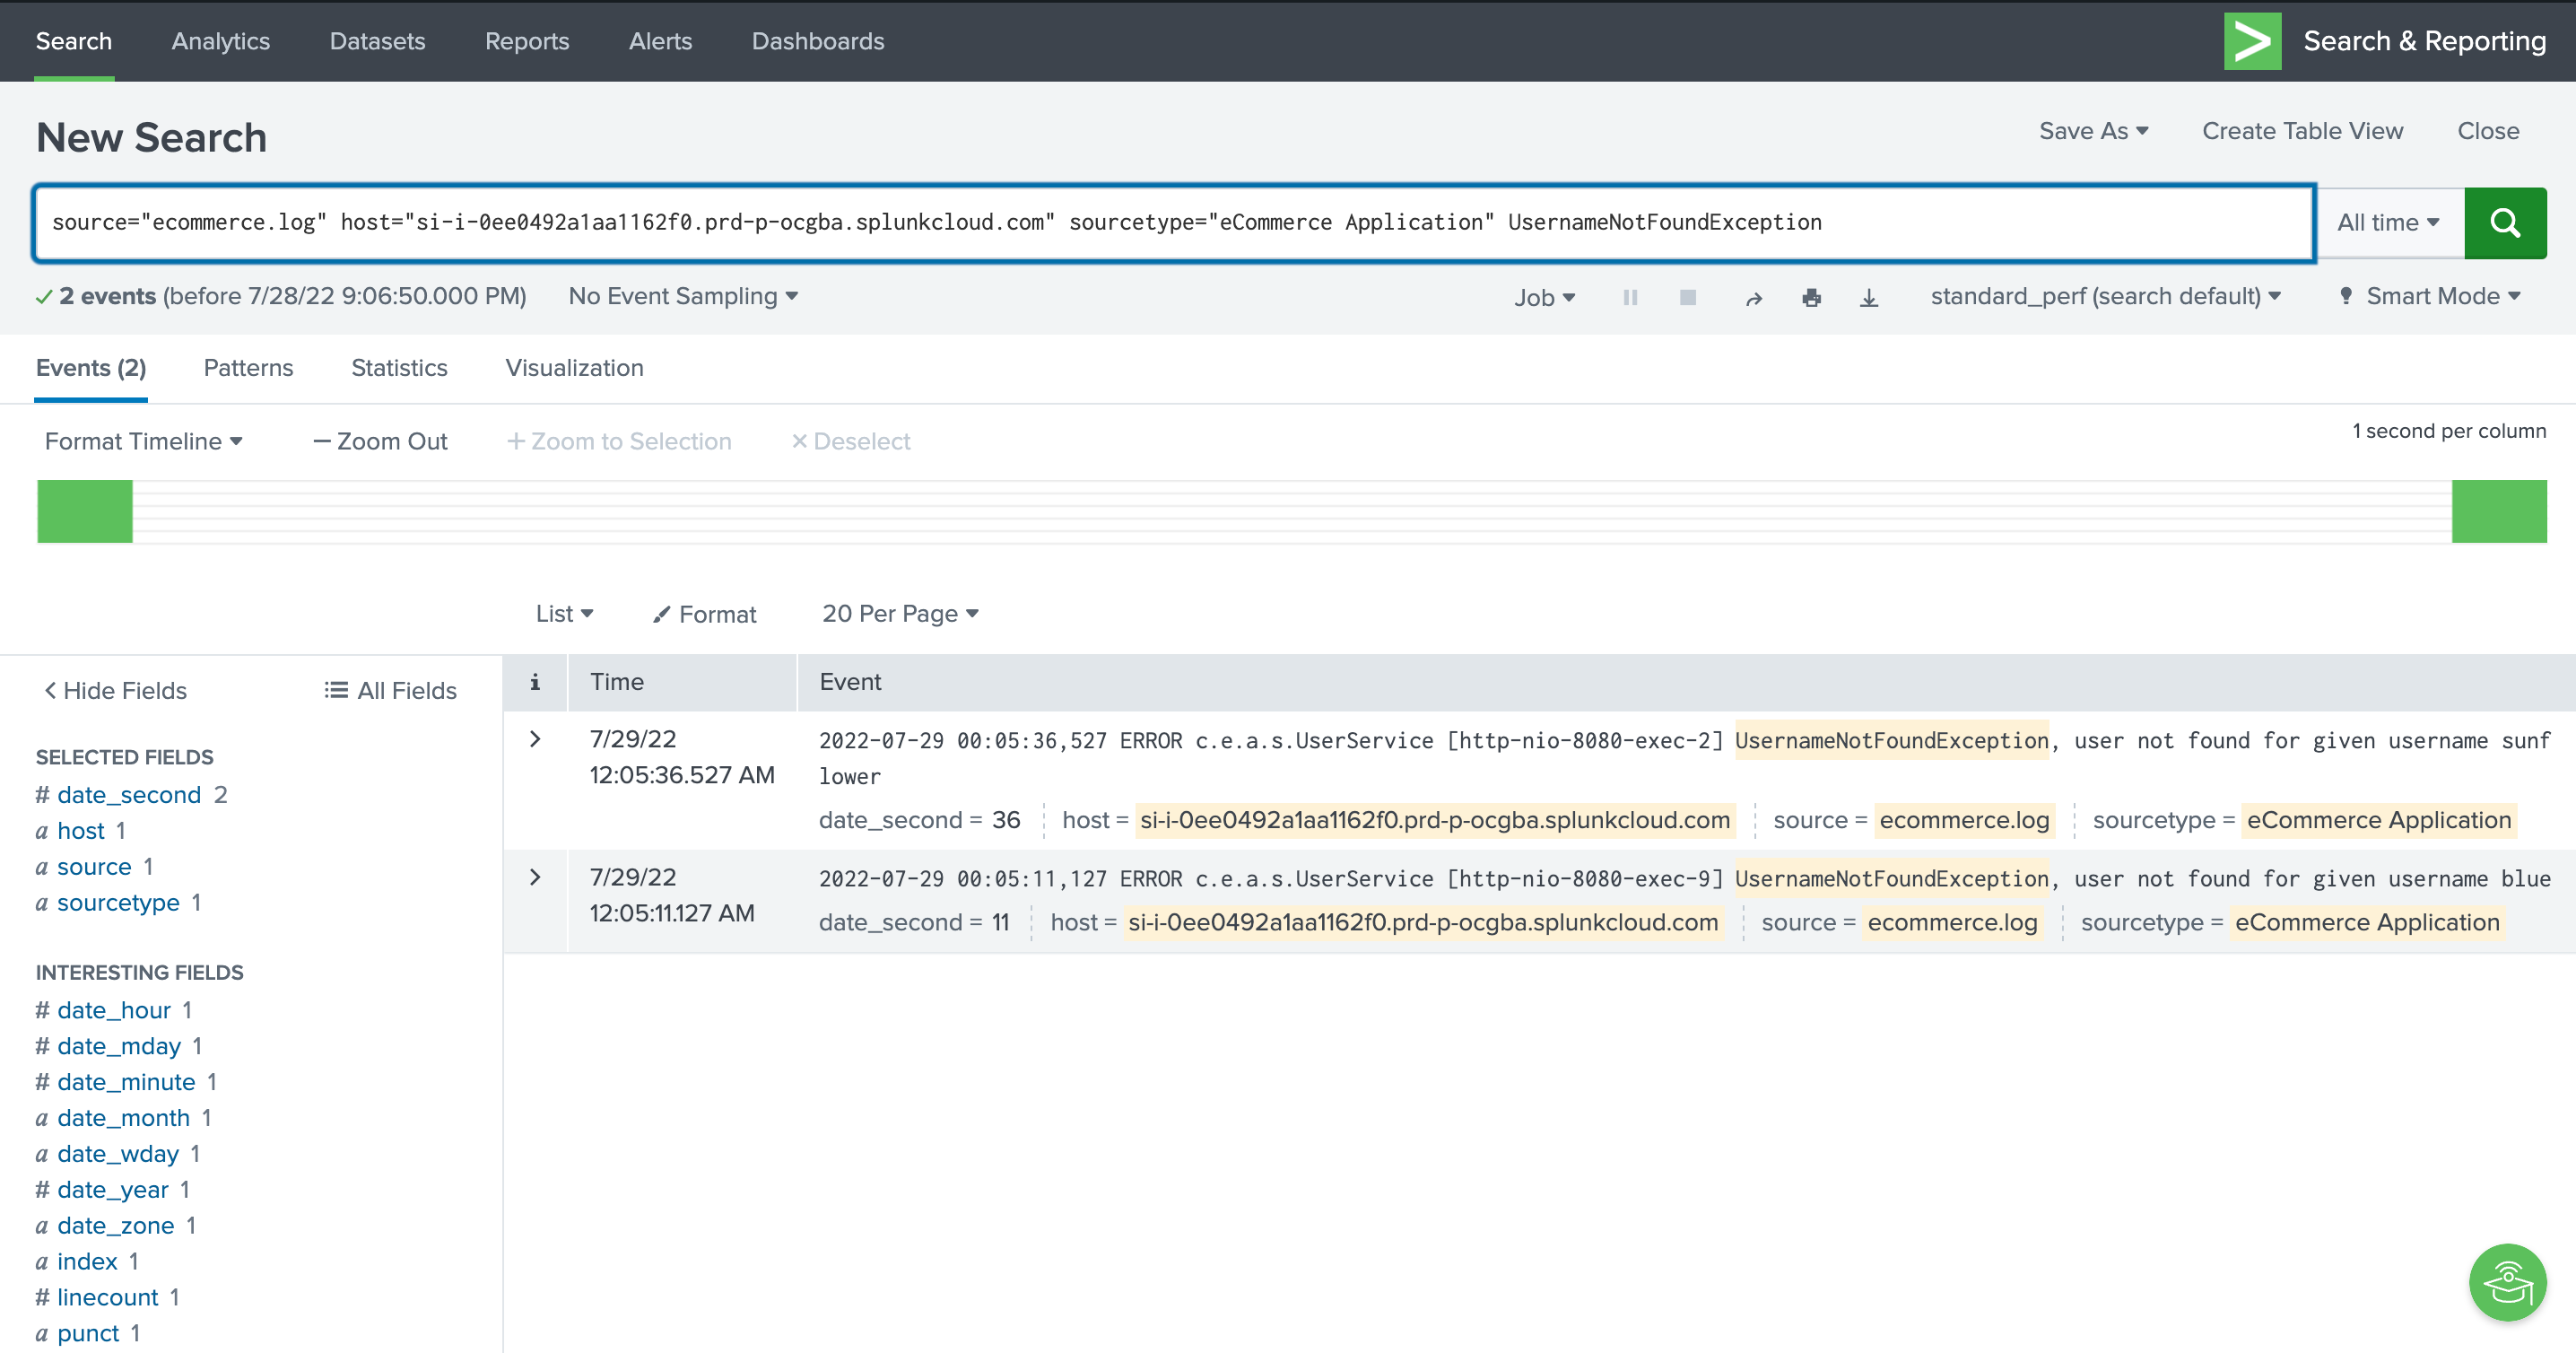 Search Analytics Datasets Reports Alerts Dashboards Search & Reporting
New Search
Save As Create Table View Close
source="ecommerce.log" host="si-i-0ee0492a1aa1162f0.prd-p-ocgba.splunkcloud.com" sourcetype="eCommerce Application" UsernameNotFoundException
All time
2 events (before 7/28/22 9:06:50.000 PM) No Event Sampling Job standard_perf (search default) Smart Mode
Events (2) Patterns Statistics Visualization
Format Timeline — Zoom Out + Zoom to Selection × Deselect 1 second per column
List Format 20 Per Page
< Hide Fields All Fields
SELECTED FIELDS
# date_second 2
a host 1
a source 1
a sourcetype 1
INTERESTING FIELDS
# date_hour 1
# date_mday 1
# date_minute 1
a date_month 1
a date_wday 1
# date_year 1
a date_zone 1
a index 1
# linecount 1
a punct 1
i Time Event
7/29/22
12:05:36.527 AM
2022-07-29 00:05:36,527 ERROR c.e.a.s.UserService [http-nio-8080-exec-2] UsernameNotFoundException, user not found for given username sunf
lower
date_second = 36 host = si-i-0ee0492a1aa1162f0.prd-p-ocgba.splunkcloud.com source = ecommerce.log sourcetype = eCommerce Application
7/29/22
12:05:11.127 AM
2022-07-29 00:05:11,127 ERROR c.e.a.s.UserService [http-nio-8080-exec-9] UsernameNotFoundException, user not found for given username blue
date_second = 11 host = si-i-0ee0492a1aa1162f0.prd-p-ocgba.splunkcloud.com source = ecommerce.log sourcetype = eCommerce Application